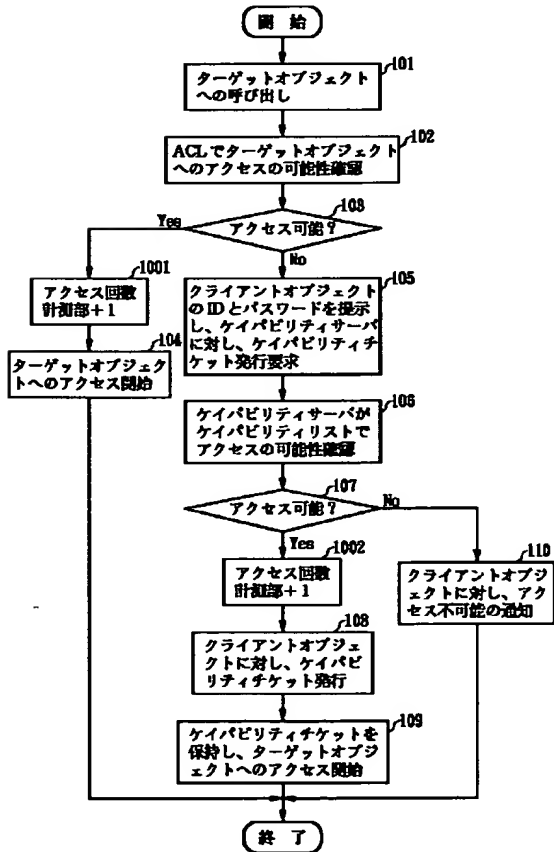 開 始
101
ターゲットオブジェクト
への呼び出し
102
ACLでターゲットオブジェクト
へのアクセスの可能性確認
103
アクセス可能？
Yes
No
1001
アクセス回数
計測部＋1
104
ターゲットオブジェク
トへのアクセス開始
105
クライアントオブジェクト
のIDとパスワードを提示
し、ケイパビリティサーバ
に対し、ケイパビリティチ
ケット発行要求
106
ケイパビリティサーバが
ケイパビリティリストで
アクセスの可能性確認
107
アクセス可能？
No
Yes
1002
アクセス回数
計測部＋1
110
クライアントオブジ
ェクトに対し、アク
セス不可能の通知
108
クライアントオブジ
ェクトに対し、ケイパビ
リティチケット発行
109
ケイパビリティチケットを
保持し、ターゲットオブジ
ェクトへのアクセス開始
終 了